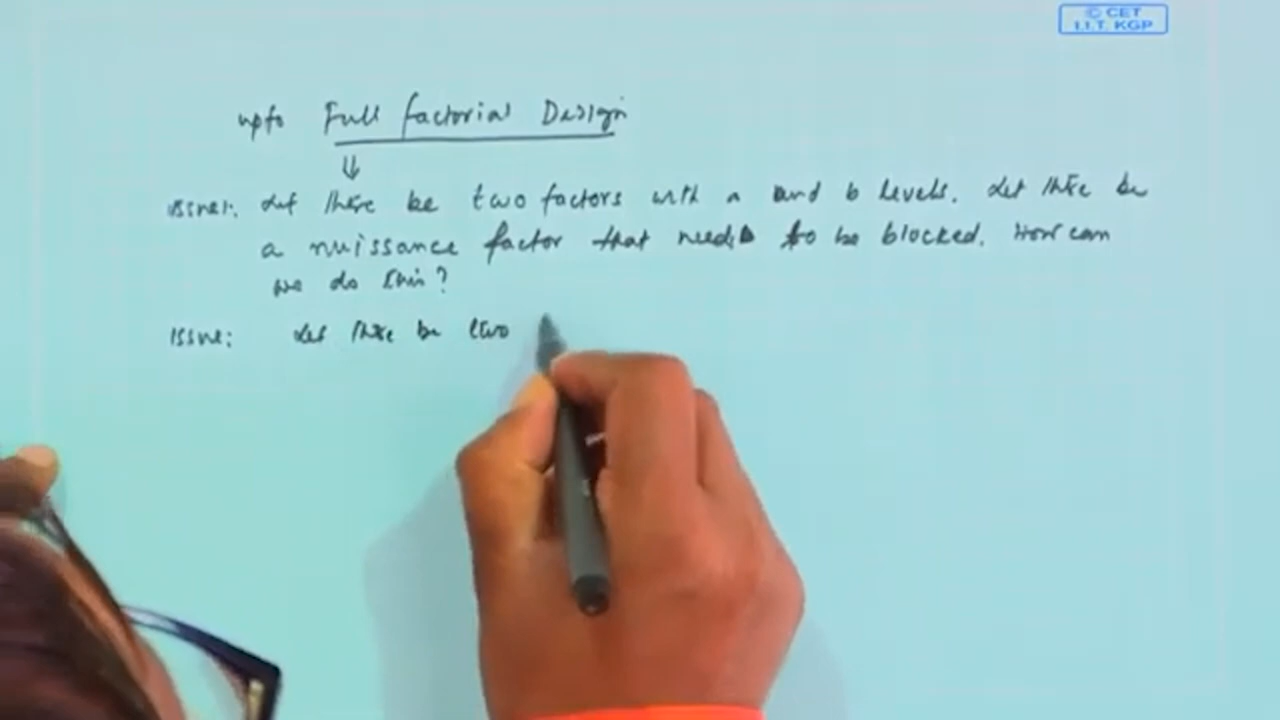 © CET
I.I.T. KGP
upto Full factorial Design
Issue1: Let there be two factors with a and b levels. Let there be
a nuissance factor that needs to be blocked. How can
we do this?
Issue: Let there be two